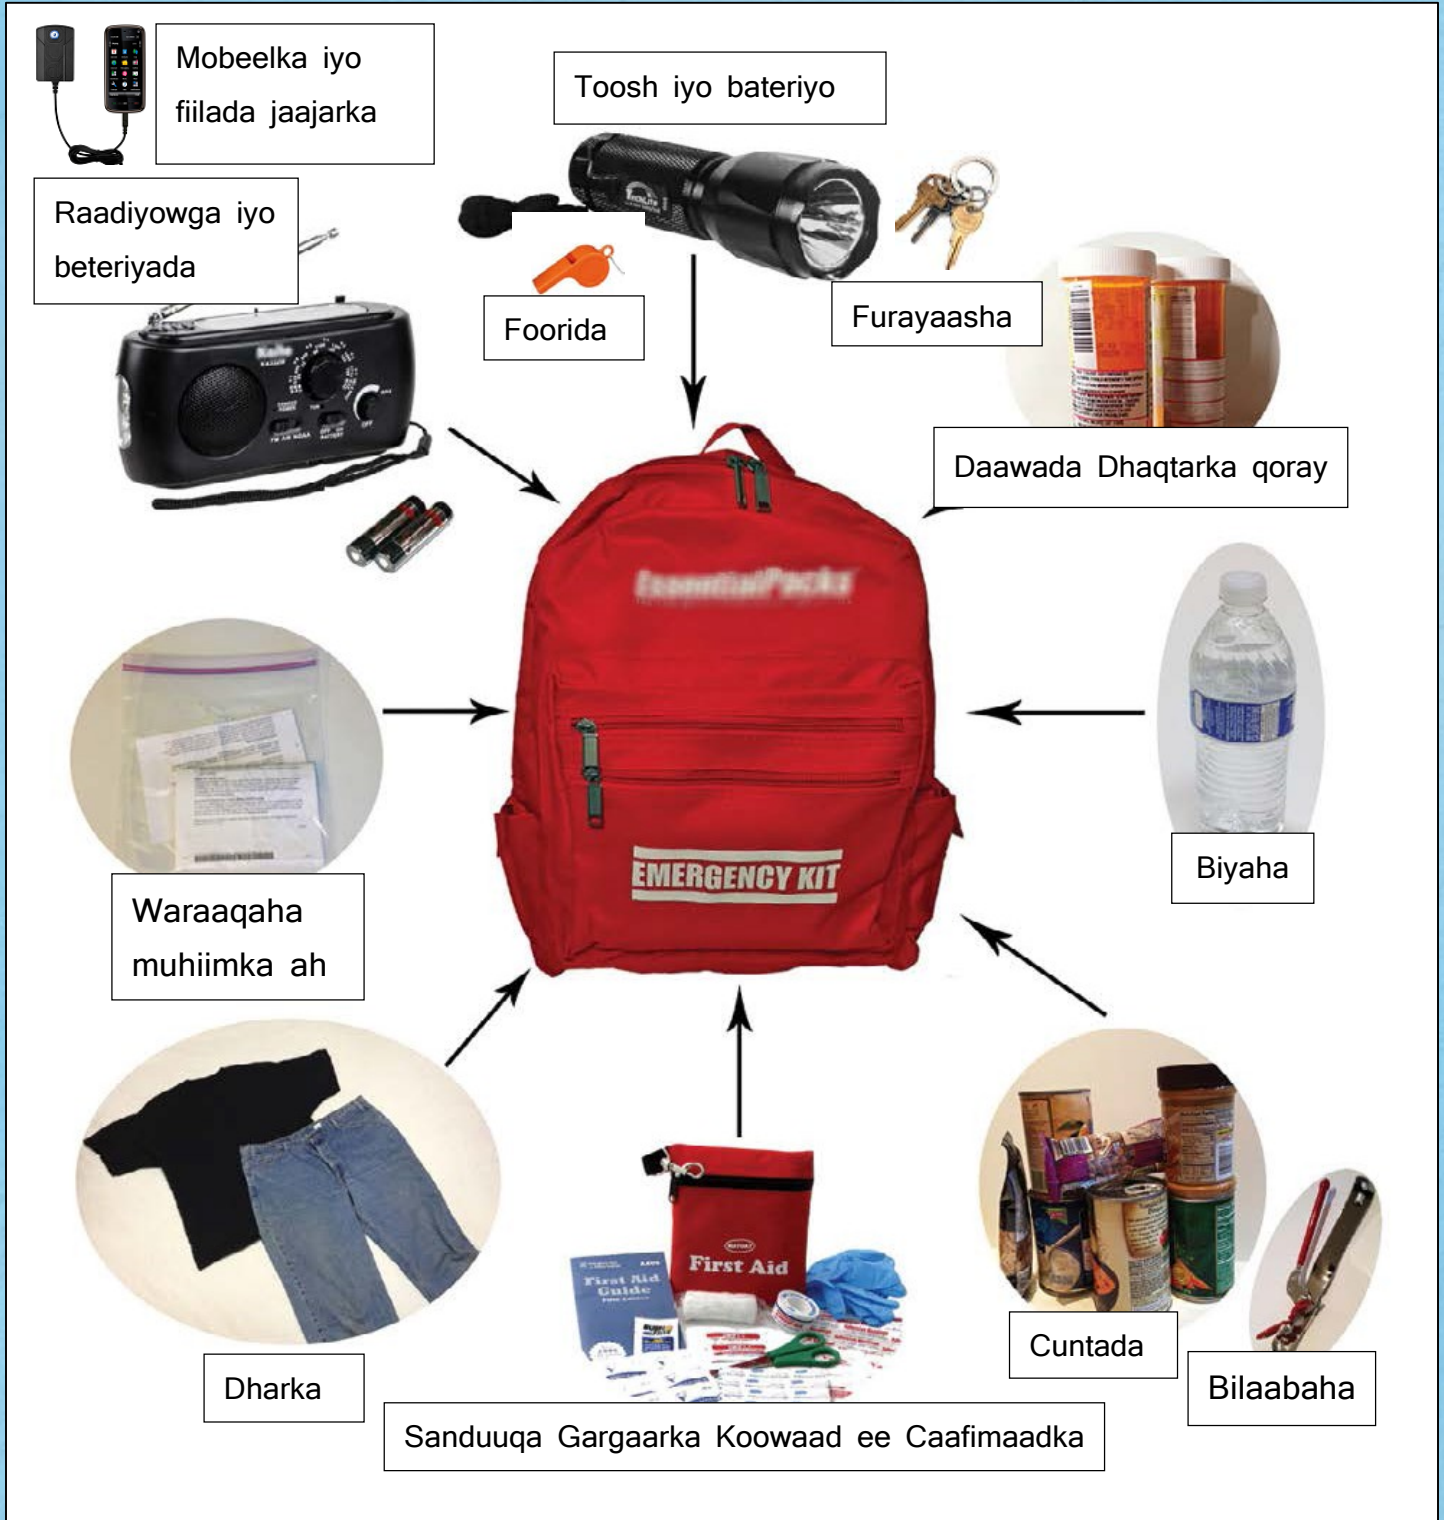 Mobeelka iyo
fiilada jaajarka
Toosh iyo bateriyo
Raadiyowga iyo
beteriyada
Foorida
Furayaasha
Daawada Dhaqtarka qoray
EMERGENCY KIT
Biyaha
Waraaqaha
muhiimka ah
First Aid
First Aid
Guide
Cuntada
Bilaabaha
Dharka
Sanduuqa Gargaarka Koowaad ee Caafimaadka